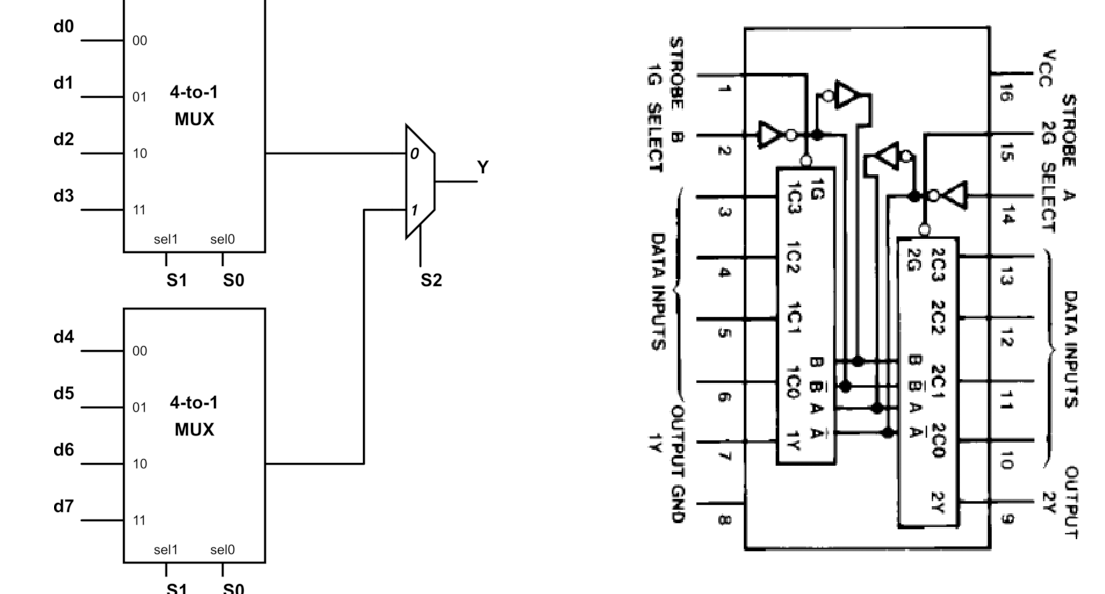 d0
00
d1
01
4-to-1
MUX
d2
10
d3
11
sel1 sel0
S1 S0
0
1
Y
S2
d4
00
d5
01
4-to-1
MUX
d6
10
d7
11
sel1 sel0
S1 S0
STROBE
1G
SELECT
B
DATA INPUTS
OUTPUT
1Y
GND
1
2
3
4
5
6
7
8
1G
1C3
1C2
1C1
1C0
1Y
B
B̅
A
A̅
2G
2C3
2C2
2C1
2C0
2Y
B
B̅
A
A̅
16
15
14
13
12
11
10
9
VCC
STROBE
2G
SELECT
A
DATA INPUTS
OUTPUT
2Y